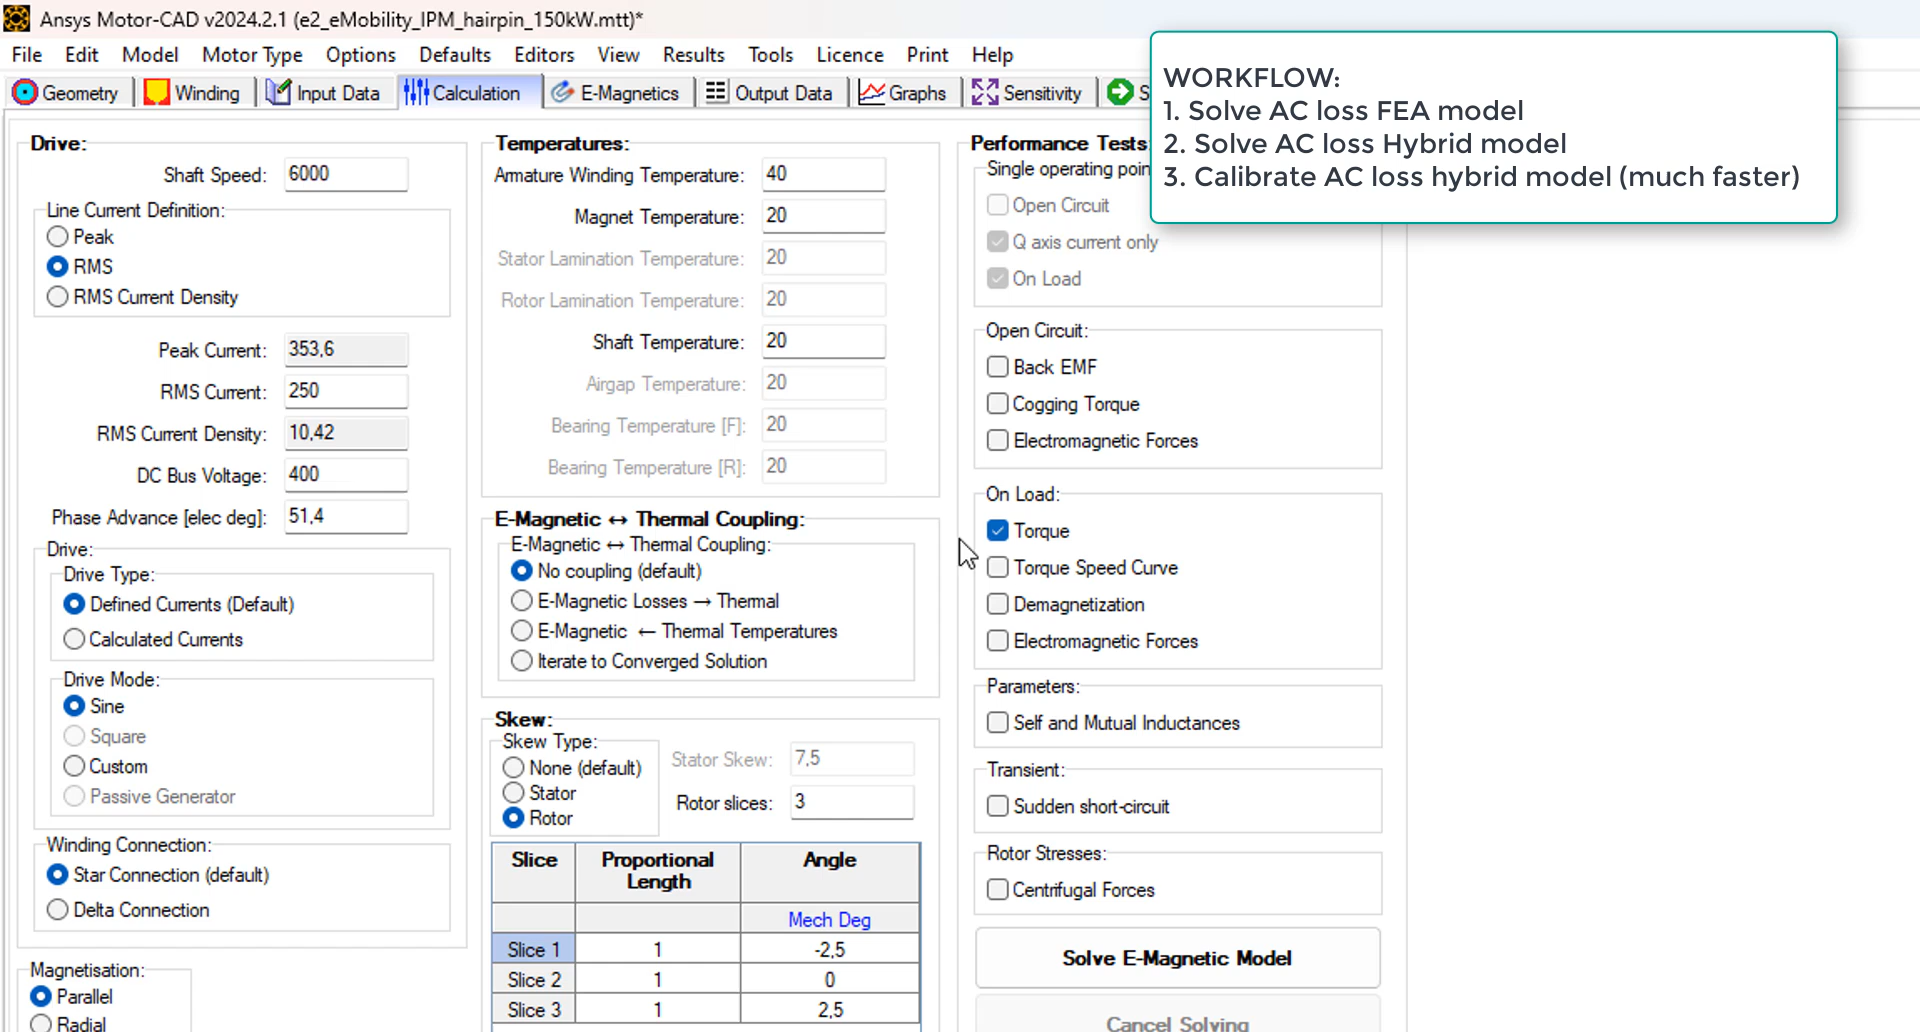 Ansys Motor-CAD v2024.2.1 (e2_eMobility_IPM_hairpin_150kW.mtt)*
File Edit Model Motor Type Options Defaults Editors View Results Tools Licence Print Help
Geometry Winding Input Data Calculation E-Magnetics Output Data Graphs Sensitivity S
WORKFLOW:
1. Solve AC loss FEA model
2. Solve AC loss Hybrid model
3. Calibrate AC loss hybrid model (much faster)
Drive:
Shaft Speed: 6000
Line Current Definition:
Peak
RMS
RMS Current Density
Peak Current: 353,6
RMS Current: 250
RMS Current Density: 10,42
DC Bus Voltage: 400
Phase Advance [elec deg]: 51,4
Drive:
Drive Type:
Defined Currents (Default)
Calculated Currents
Drive Mode:
Sine
Square
Custom
Passive Generator
Winding Connection:
Star Connection (default)
Delta Connection
Magnetisation:
Parallel
Radial
Temperatures:
Armature Winding Temperature: 40
Magnet Temperature: 20
Stator Lamination Temperature: 20
Rotor Lamination Temperature: 20
Shaft Temperature: 20
Airgap Temperature: 20
Bearing Temperature [F]: 20
Bearing Temperature [R]: 20
E-Magnetic ↔ Thermal Coupling:
E-Magnetic ↔ Thermal Coupling:
No coupling (default)
E-Magnetic Losses → Thermal
E-Magnetic ← Thermal Temperatures
Iterate to Converged Solution
Skew:
Skew Type:
None (default)
Stator
Rotor
Stator Skew: 7,5
Rotor slices: 3
Slice Proportional Length Angle
Mech Deg
Slice 1 1 -2,5
Slice 2 1 0
Slice 3 1 2,5
Performance Tests
Single operating poin
Open Circuit
Q axis current only
On Load
Open Circuit:
Back EMF
Cogging Torque
Electromagnetic Forces
On Load:
Torque
Torque Speed Curve
Demagnetization
Electromagnetic Forces
Parameters:
Self and Mutual Inductances
Transient:
Sudden short-circuit
Rotor Stresses:
Centrifugal Forces
Solve E-Magnetic Model
Cancel Solving